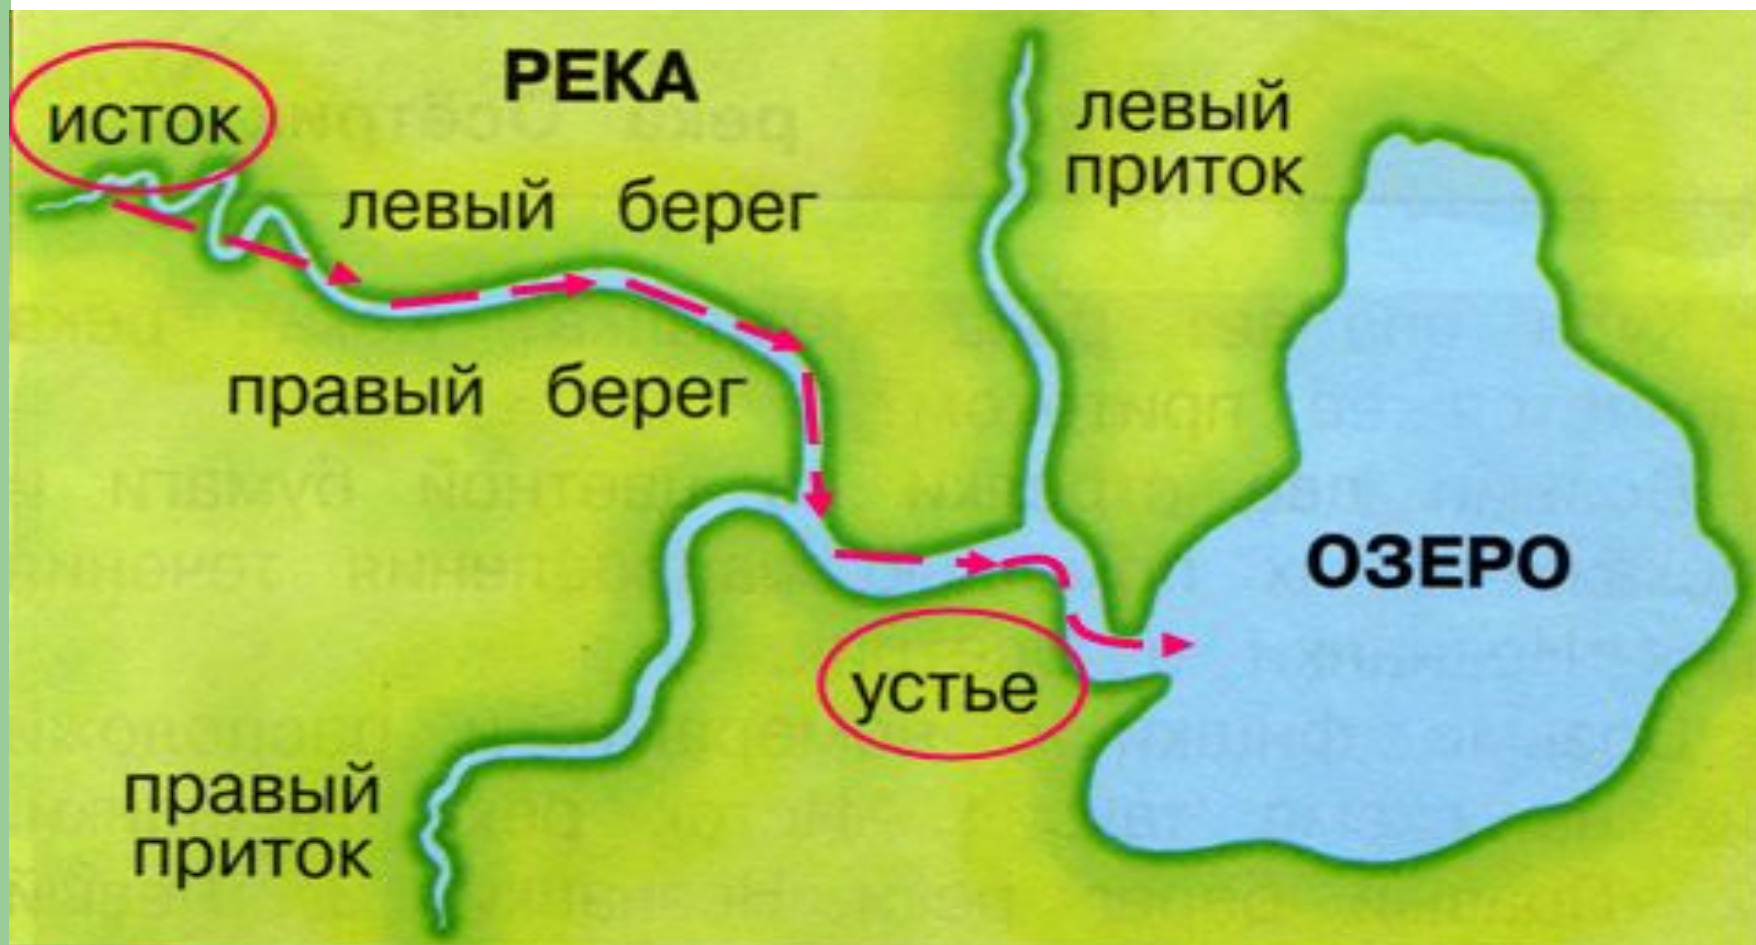 РЕКА
исток
левый
приток
левый берег
правый берег
ОЗЕРО
устье
правый
приток